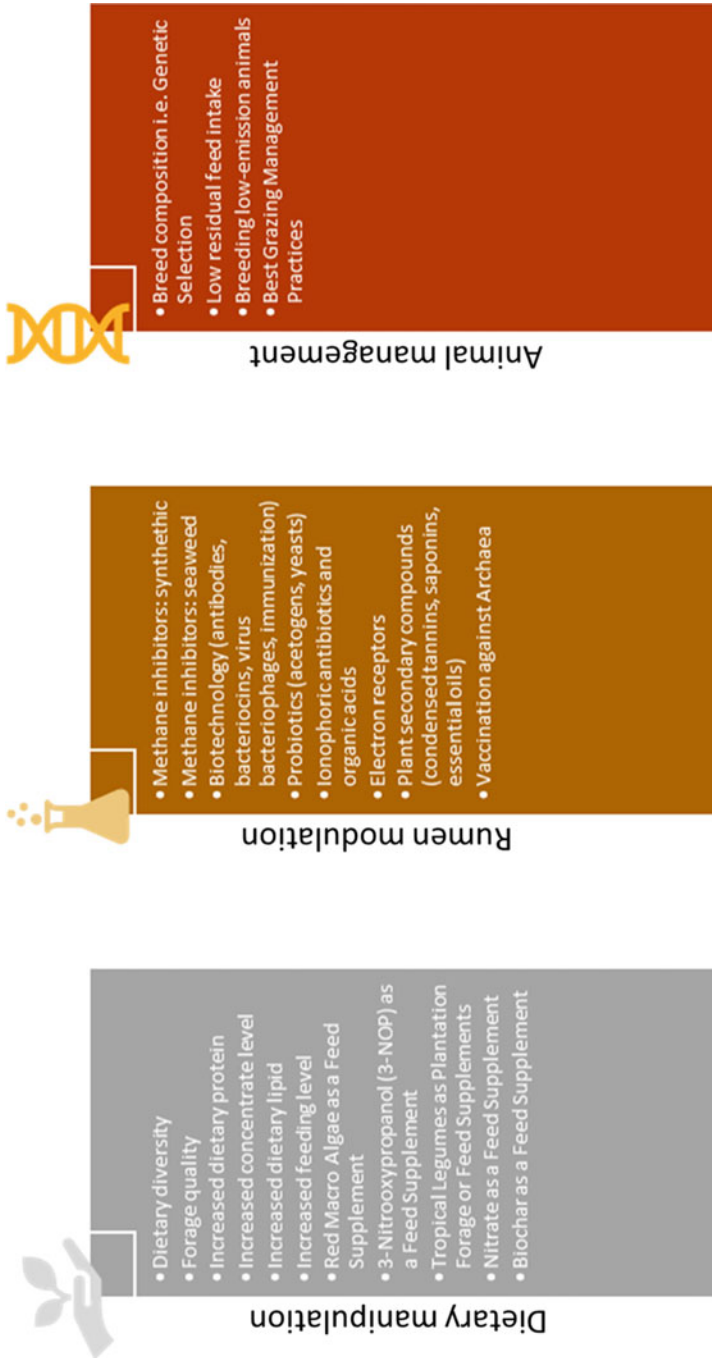 Dietary manipulation
• Dietary diversity
• Forage quality
• Increased dietary protein
• Increased concentrate level
• Increased dietary lipid
• Increased feeding level
• Red Macro Algae as a Feed
Supplement
• 3-Nitrooxypropanol (3-NOP) as
a Feed Supplement
• Tropical Legumes as Plantation
Forage or Feed Supplements
• Nitrate as a Feed Supplement
• Biochar as a Feed Supplement
Rumen modulation
• Methane inhibitors: synthethic
• Methane inhibitors: seaweed
• Biotechnology (antibodies,
bacteriocins, virus
bacteriophages, immunization)
• Probiotics (acetogens, yeasts)
• Ionophoric antibiotics and
organic acids
• Electron receptors
• Plant secondary compounds
(condensed tannins, saponins,
essential oils)
• Vaccination against Archaea
Animal management
• Breed composition i.e. Genetic
Selection
• Low residual feed intake
• Breeding low-emission animals
• Best Grazing Management
Practices